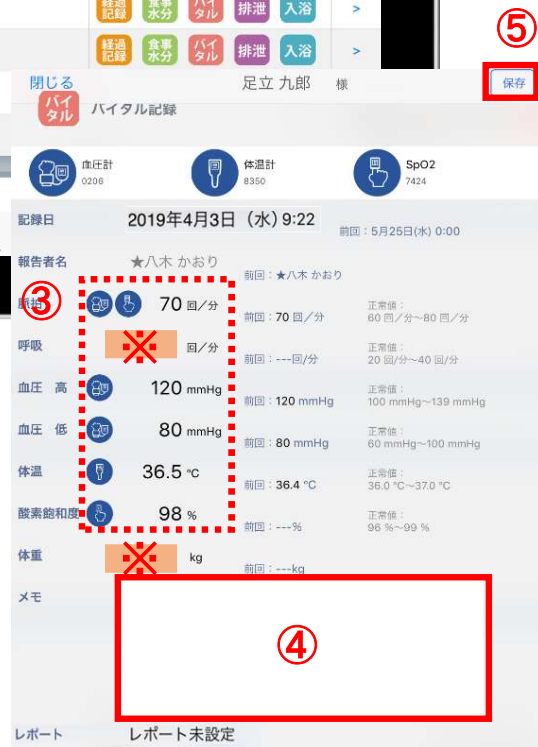 経過記録 食事水分 バイタル 排泄 入浴 >
経過記録 食事水分 バイタル 排泄 入浴 >
⑤
閉じる 足立 九郎 様 保存
バイタル バイタル記録
血圧計 0206 体温計 8350 SpO2 7424
記録日 2019年4月3日（水）9:22 前回：5月25日(水) 0:00
報告者名 ★八木 かおり 前回：★八木 かおり
③
脈拍 70 回／分 前回：70 回／分 正常値：60 回／分～80 回／分
呼吸 ※ 回／分 前回：---回／分 正常値：20 回／分～40 回／分
血圧 高 120 mmHg 前回：120 mmHg 正常値：100 mmHg～139 mmHg
血圧 低 80 mmHg 前回：80 mmHg 正常値：60 mmHg～100 mmHg
体温 36.5 ℃ 前回：36.4 ℃ 正常値：36.0 ℃～37.0 ℃
酸素飽和度 98 % 前回：---% 正常値：96 %～99 %
体重 ※ kg 前回：---kg
メモ
④
レポート レポート未設定